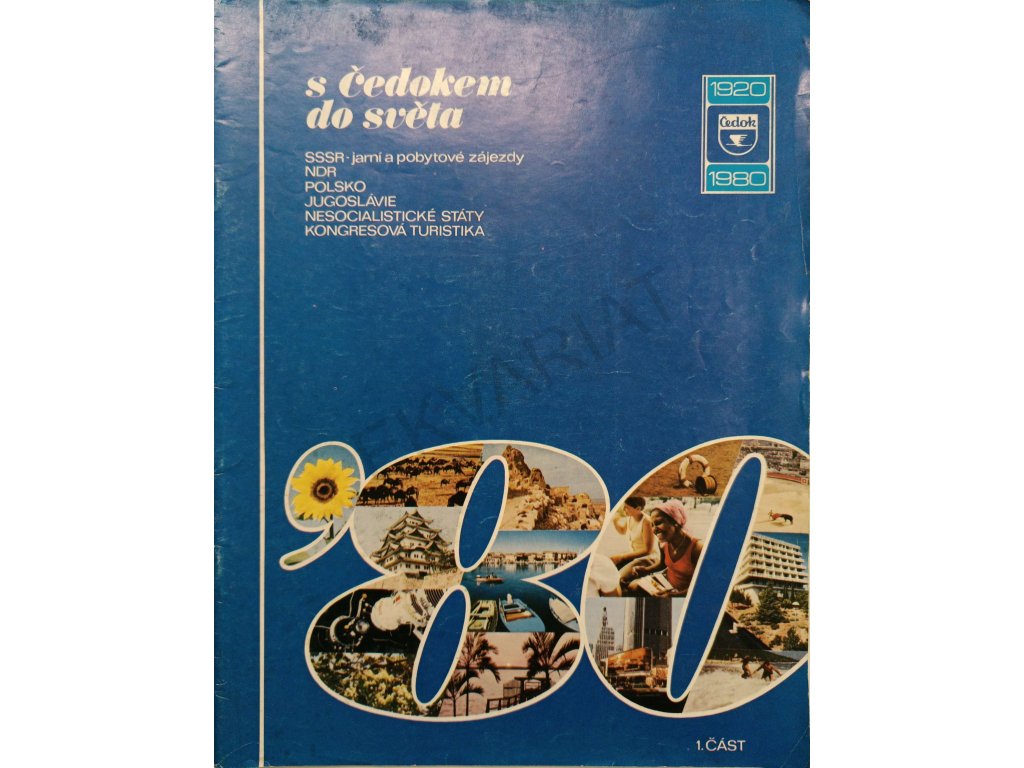 s čedokem
do světa
SSSR - jarní a pobytové zájezdy
NDR
POLSKO
JUGOSLÁVIE
NESOCIALISTICKÉ STÁTY
KONGRESOVÁ TURISTIKA
1920
Čedok
1980
'80
1. ČÁST